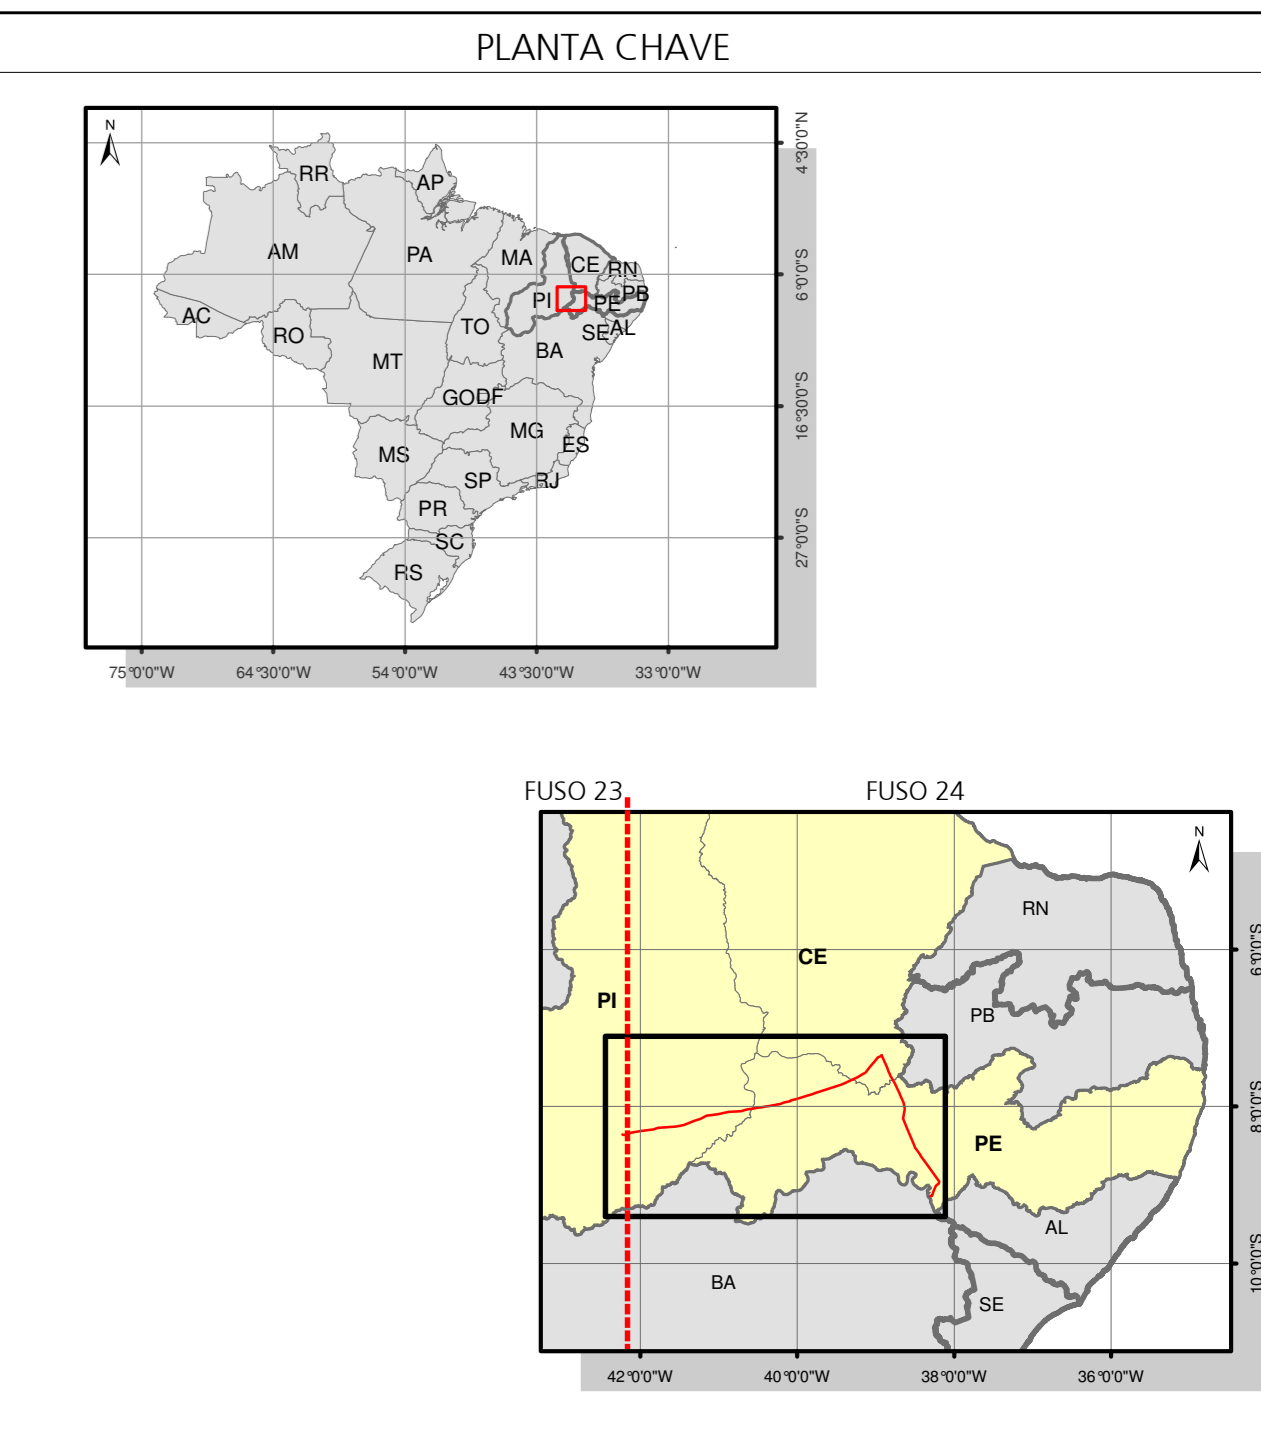 PLANTA CHAVE
N
4°30'0"N
RR
AP
AM
PA
MA
CE
RN
6°0'0"S
PI
PE
PB
AC
RO
TO
SE
AL
MT
BA
GO
DF
16°30'0"S
MG
ES
MS
SP
RJ
PR
SC
27°0'0"S
RS
75°0'0"W
64°30'0"W
54°0'0"W
43°30'0"W
33°0'0"W
FUSO 23
FUSO 24
N
RN
6°0'0"S
CE
PI
PB
8°0'0"S
PE
AL
10°0'0"S
BA
SE
42°0'0"W
40°0'0"W
38°0'0"W
36°0'0"W